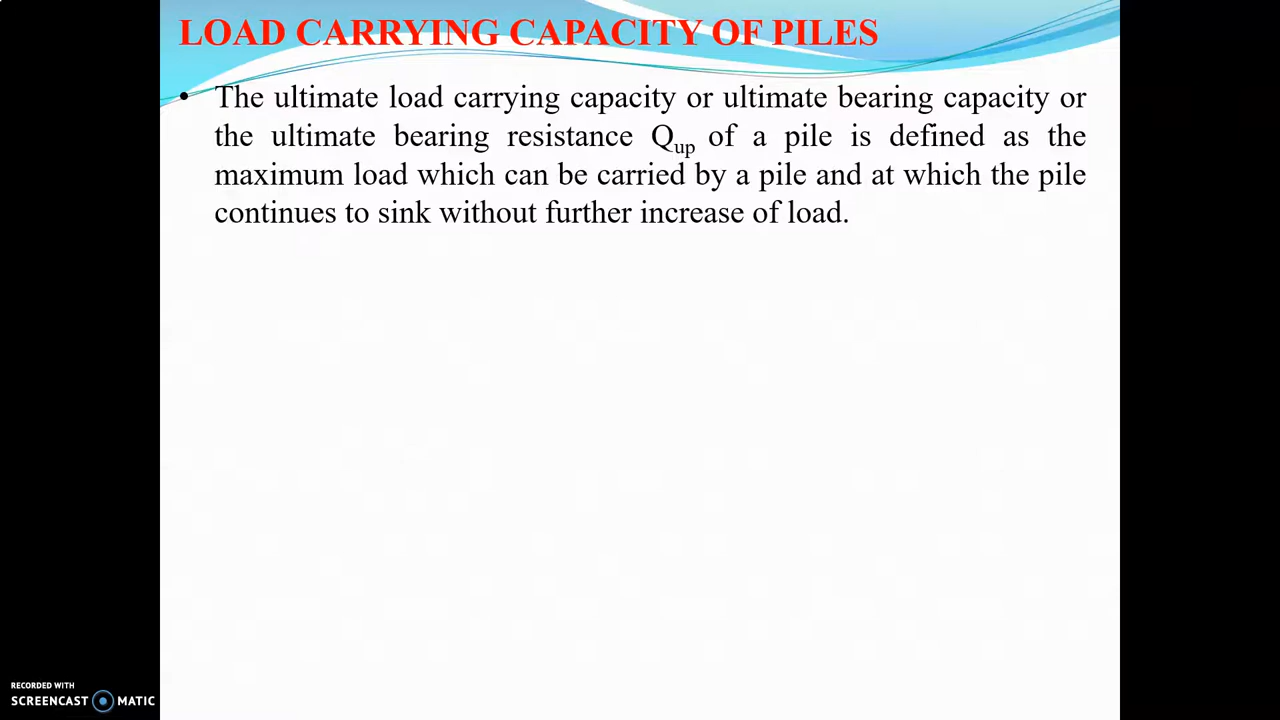 LOAD CARRYING CAPACITY OF PILES
• The ultimate load carrying capacity or ultimate bearing capacity or
the ultimate bearing resistance Qup of a pile is defined as the
maximum load which can be carried by a pile and at which the pile
continues to sink without further increase of load.
RECORDED WITH
SCREENCAST MATIC